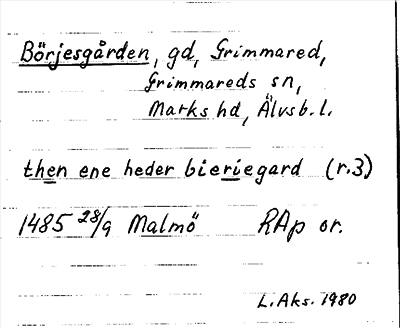 Börjesgården, gd, Grimmared,
Grimmareds sn,
Marks hd, Älvsb. l.
then ene heder bieriegard (r.3)
1485 28/9 Malmö RAp or.
L. Aks. 1980